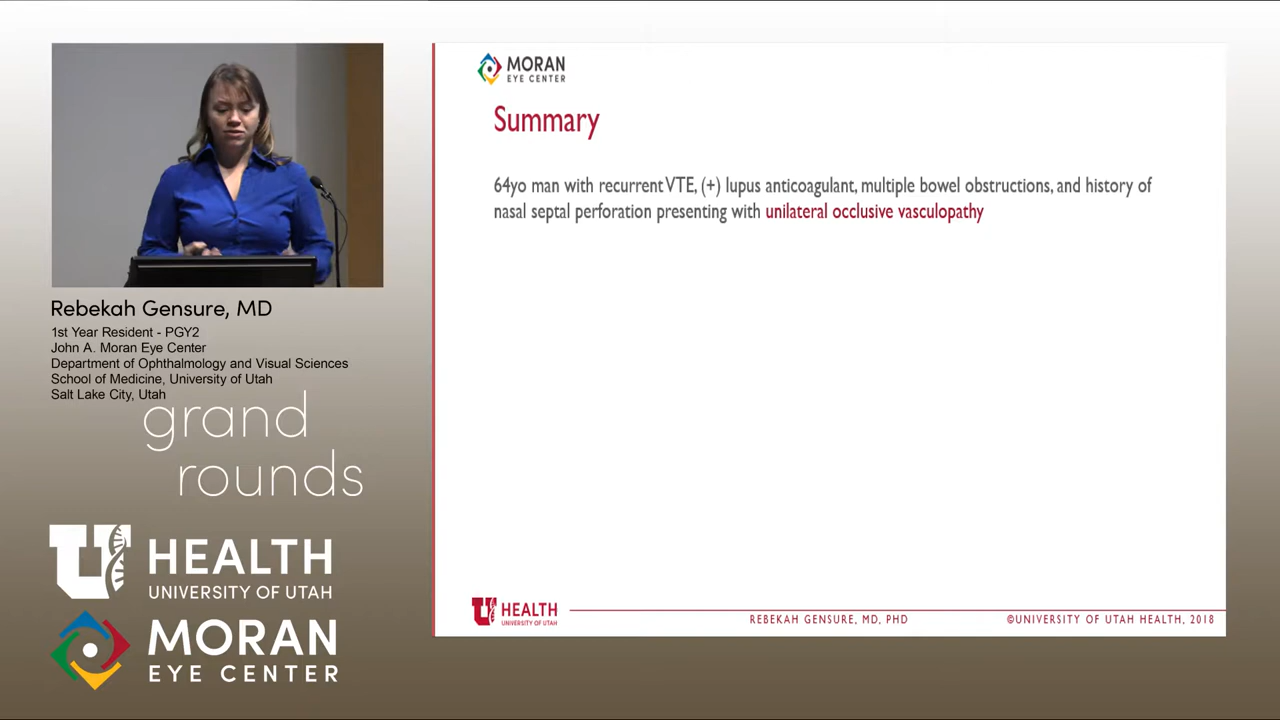 Rebekah Gensure, MD
1st Year Resident - PGY2
John A. Moran Eye Center
Department of Ophthalmology and Visual Sciences
School of Medicine, University of Utah
Salt Lake City, Utah
grand
rounds
U HEALTH
UNIVERSITY OF UTAH
MORAN
EYE CENTER
MORAN
EYE CENTER
Summary
64yo man with recurrent VTE, (+) lupus anticoagulant, multiple bowel obstructions, and history of
nasal septal perforation presenting with unilateral occlusive vasculopathy
U HEALTH
UNIVERSITY OF UTAH
REBEKAH GENSURE, MD, PHD
©UNIVERSITY OF UTAH HEALTH, 2018